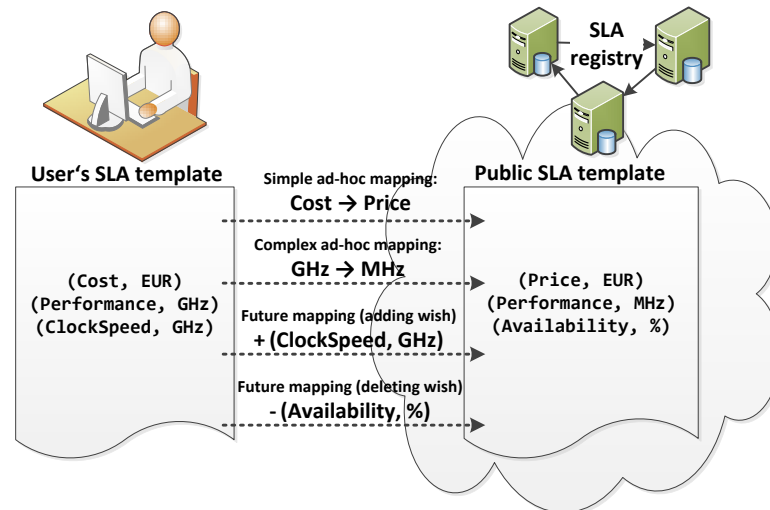 SLA
registry
User's SLA template
Public SLA template
Simple ad-hoc mapping:
Cost → Price
Complex ad-hoc mapping:
GHz → MHz
(Cost, EUR)
(Performance, GHz)
(ClockSpeed, GHz)
(Price, EUR)
(Performance, MHz)
(Availability, %)
Future mapping (adding wish)
+ (ClockSpeed, GHz)
Future mapping (deleting wish)
- (Availability, %)